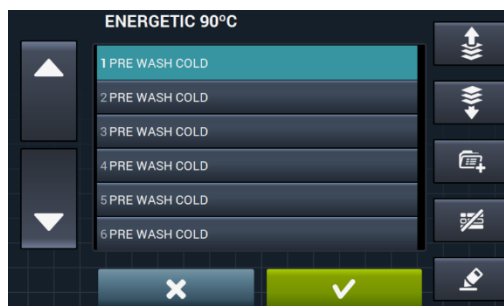 ENERGETIC 90ºC
1 PRE WASH COLD
2 PRE WASH COLD
3 PRE WASH COLD
4 PRE WASH COLD
5 PRE WASH COLD
6 PRE WASH COLD